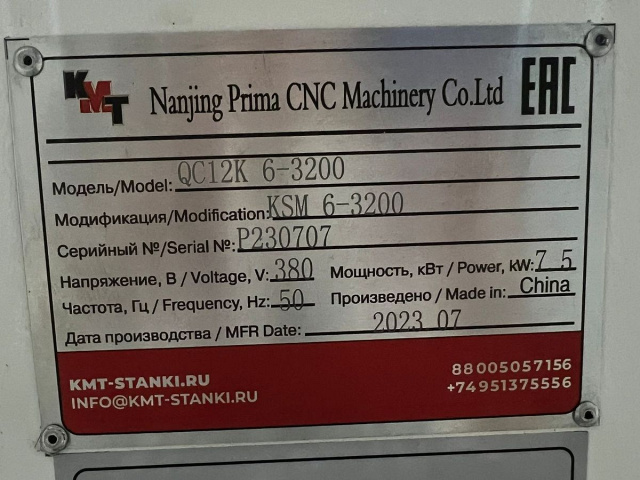 KMT Nanjing Prima CNC Machinery Co.Ltd EAC
Модель/Model: QC12K 6-3200
Модификация/Modification: KSM 6-3200
Серийный №/Serial №: P230707
Напряжение, В / Voltage, V: 380 Мощность, кВт / Power, kW: 7.5
Частота, Гц / Frequency, Hz: 50 Произведено / Made in: China
Дата производства / MFR Date: 2023.07
KMT-STANKI.RU 88005057156
INFO@KMT-STANKI.RU +74951375556